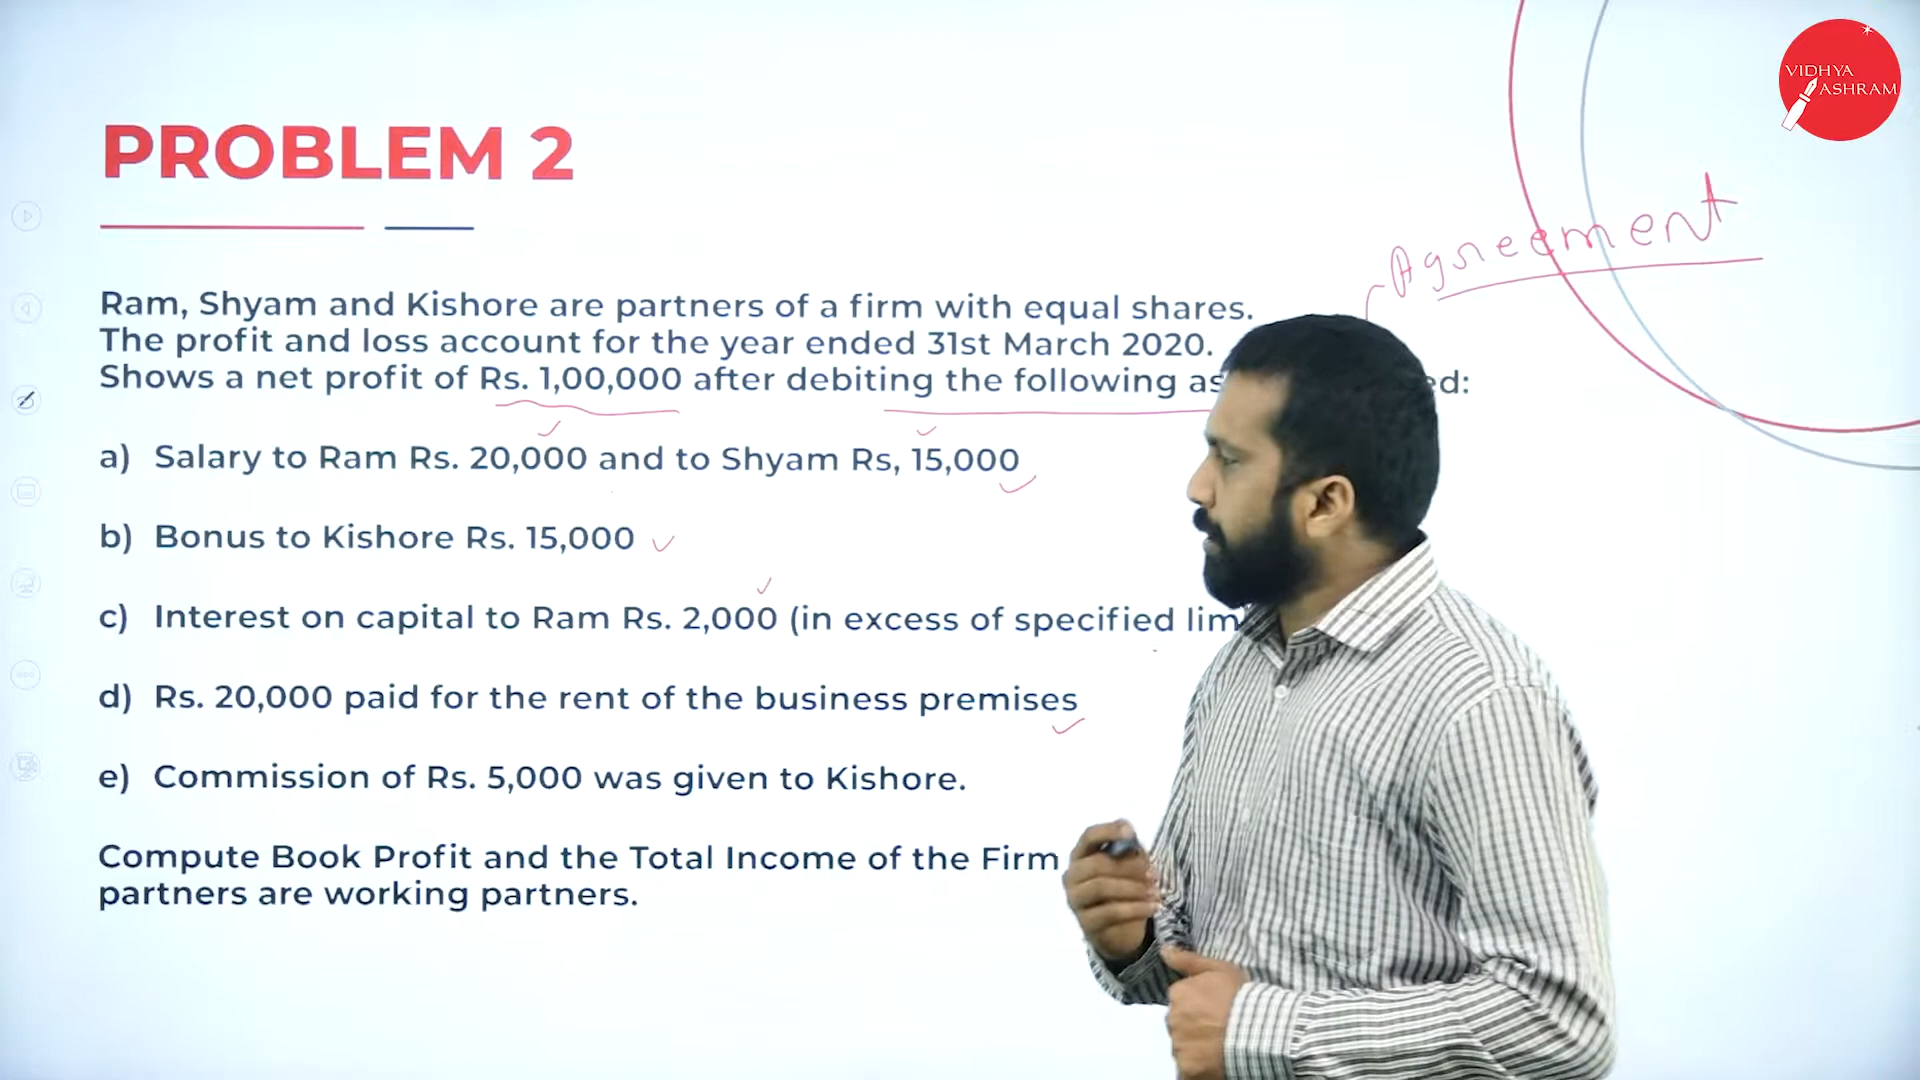 VIDHYA
ASHRAM
PROBLEM 2
Agreement
Ram, Shyam and Kishore are partners of a firm with equal shares.
The profit and loss account for the year ended 31st March 2020.
Shows a net profit of Rs. 1,00,000 after debiting the following
a) Salary to Ram Rs. 20,000 and to Shyam Rs, 15,000
b) Bonus to Kishore Rs. 15,000
c) Interest on capital to Ram Rs. 2,000 (in excess of specified
d) Rs. 20,000 paid for the rent of the business premises
e) Commission of Rs. 5,000 was given to Kishore.
Compute Book Profit and the Total Income of the Firm
partners are working partners.